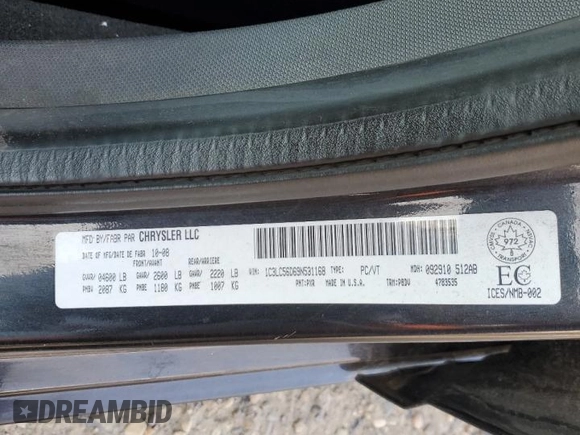 MFD BY/FABR PAR CHRYSLER LLC
DATE OF MFR/DATE DE FABR 10-08
FRONT/AVANT REAR/ARRIERE
GVWR/ 04600 LB GAWR/ 2600 LB GAWR/ 2220 LB
PNBV 2087 KG PNBE 1180 KG PNBE 1007 KG
VIN: 1C3LC56D69N531168 TYPE: PC/VT MDH: 092910 512AB
PNT:PXR MADE IN U.S.A. TRM:PBDV 4783535
CMVSS • CANADA • NSVAC
972
TRANSPORT
EC
ICES/NMB-002
DREAMBID